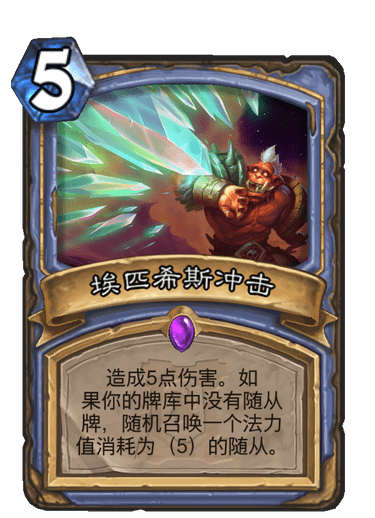 5
埃匹希斯冲击
造成5点伤害。如
果你的牌库中没有随从
牌，随机召唤一个法力
值消耗为（5）的随从。